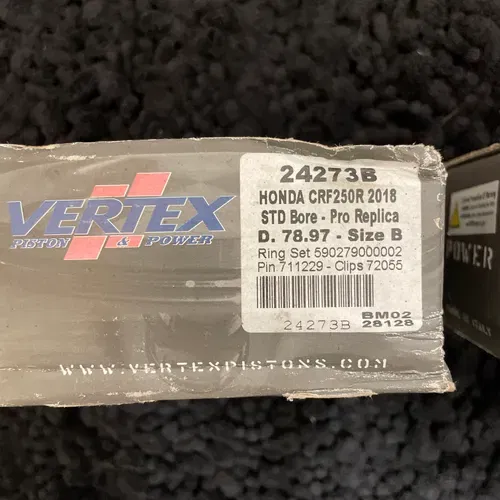 VERTEX
PISTON & POWER
24273B
HONDA CRF250R 2018
STD Bore - Pro Replica
D. 78.97 - Size B
Ring Set 590279000002
Pin 711229 - Clips 72055
24273B
BM02
28128
WWW.VERTEXPISTONS.COM
POWER